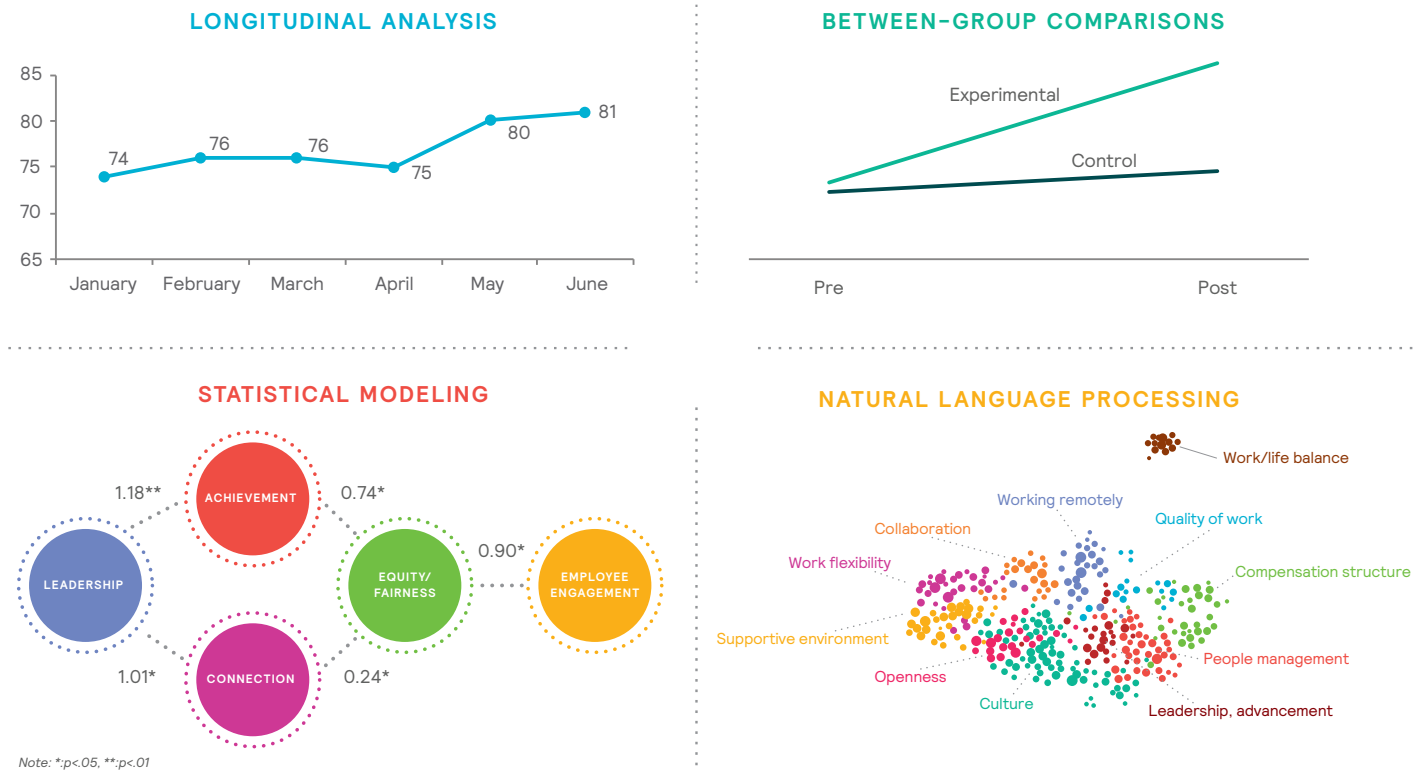 LONGITUDINAL ANALYSIS
85
80
75
70
65
74
76
76
75
80
81
January February March April May June
BETWEEN-GROUP COMPARISONS
Experimental
Control
Pre Post
STATISTICAL MODELING
ACHIEVEMENT
1.18**
0.74*
LEADERSHIP
EQUITY/
FAIRNESS
0.90*
EMPLOYEE
ENGAGEMENT
CONNECTION
1.01*
0.24*
Note: *:p<.05, **:p<.01
NATURAL LANGUAGE PROCESSING
Work/life balance
Working remotely
Quality of work
Collaboration
Work flexibility
Compensation structure
Supportive environment
People management
Openness
Culture
Leadership, advancement